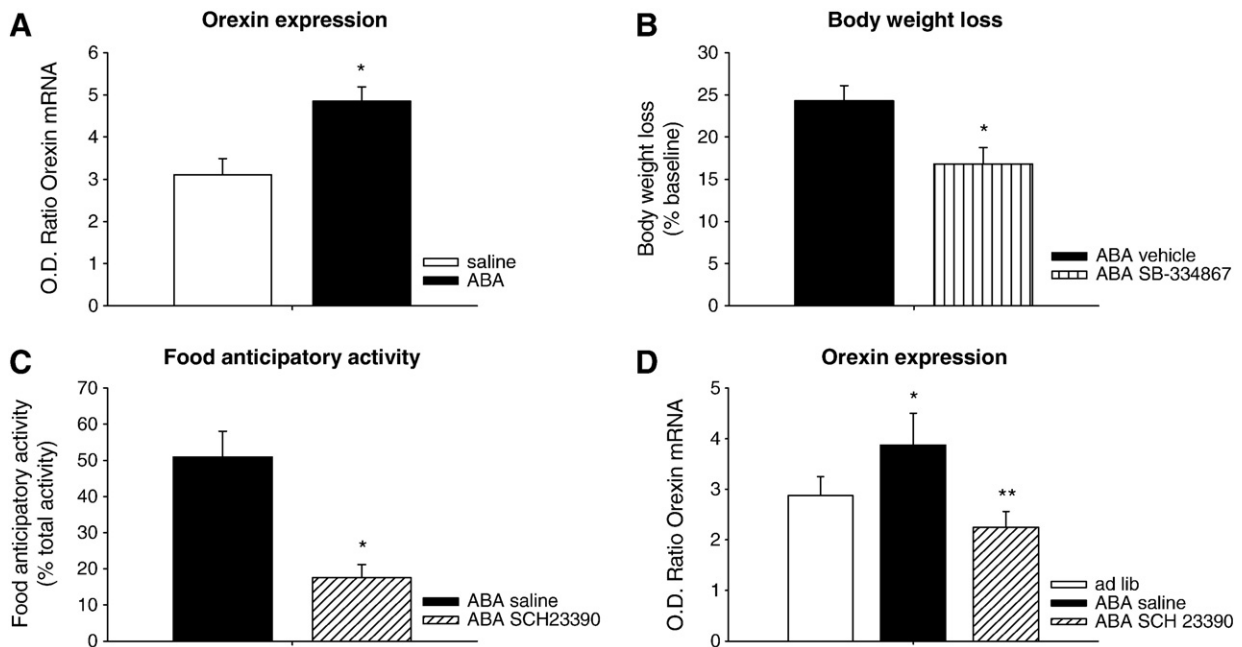 A
Orexin expression
O.D. Ratio Orexin mRNA
6
5
4
3
2
1
0
*
saline
ABA
B
Body weight loss
Body weight loss
(% baseline)
30
25
20
15
10
5
0
*
ABA vehicle
ABA SB-334867
C
Food anticipatory activity
Food anticipatory activity
(% total activity)
70
60
50
40
30
20
10
0
*
ABA saline
ABA SCH23390
D
Orexin expression
O.D. Ratio Orexin mRNA
5
4
3
2
1
0
*
**
ad lib
ABA saline
ABA SCH 23390